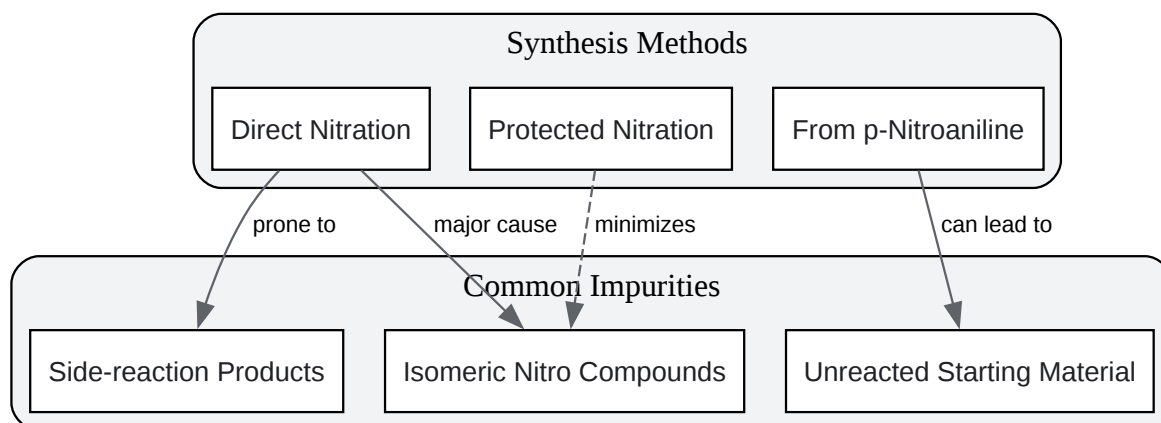 Synthesis Methods
Direct Nitration
Protected Nitration
From p-Nitroaniline
prone to
major cause
minimizes
can lead to
Common Impurities
Side-reaction Products
Isomeric Nitro Compounds
Unreacted Starting Material